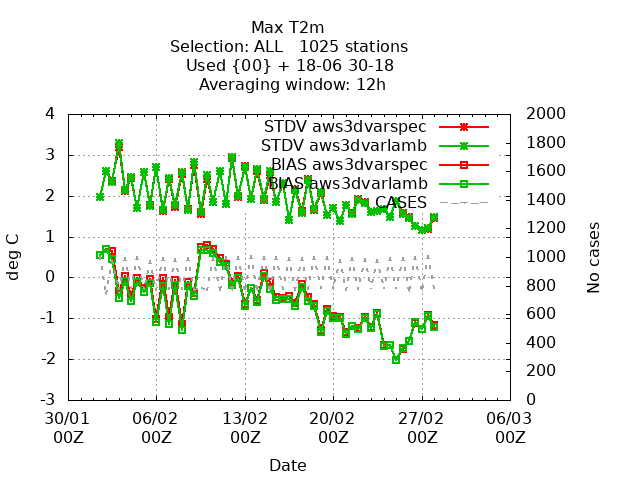 Max T2m
Selection: ALL   1025 stations
Used {00} + 18-06 30-18
Averaging window: 12h
STDV aws3dvarspec
STDV aws3dvarlamb
BIAS aws3dvarspec
BIAS aws3dvarlamb
CASES
deg C
4
3
2
1
0
-1
-2
-3
No cases
2000
1800
1600
1400
1200
1000
800
600
400
200
0
30/01 06/02 13/02 20/02 27/02 06/03
00Z 00Z 00Z 00Z 00Z 00Z
Date